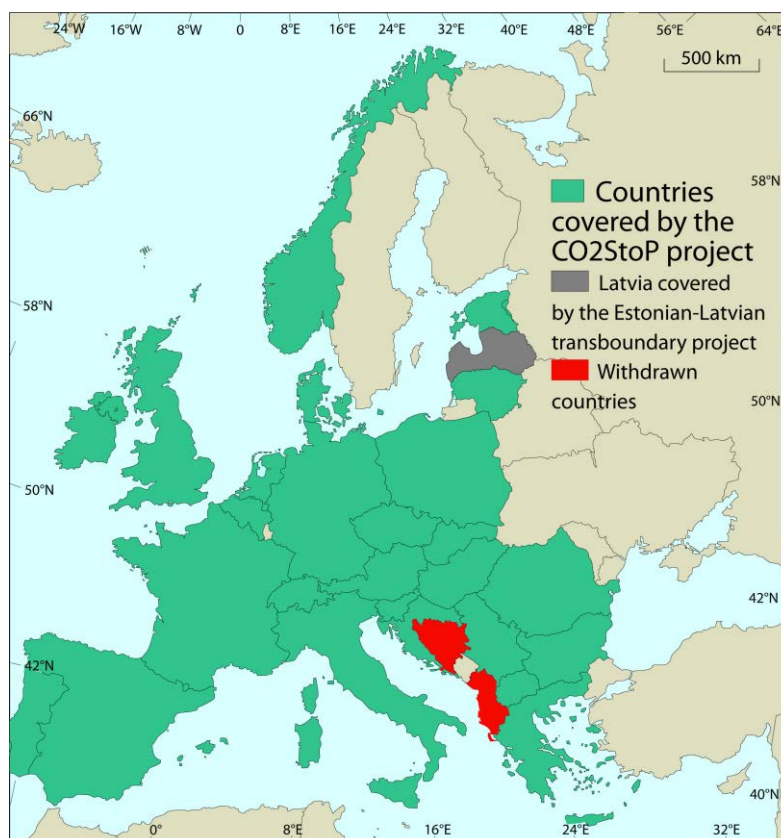 24°W 16°W 8°W 0 8°E 16°E 24°E 32°E 40°E 48°E 56°E 64°E
500 km
66°N
58°N
Countries
covered by the
CO2StoP project
Latvia covered
by the Estonian-Latvian
transboundary project
Withdrawn
countries
58°N
50°N
50°N
42°N
42°N
40°N
0° 8°E 16°E 24°E 32°E